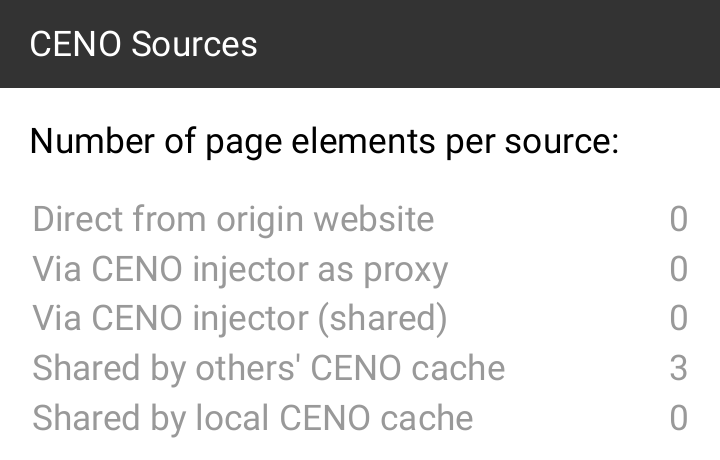 CENO Sources
Number of page elements per source:
Direct from origin website 0
Via CENO injector as proxy 0
Via CENO injector (shared) 0
Shared by others' CENO cache 3
Shared by local CENO cache 0